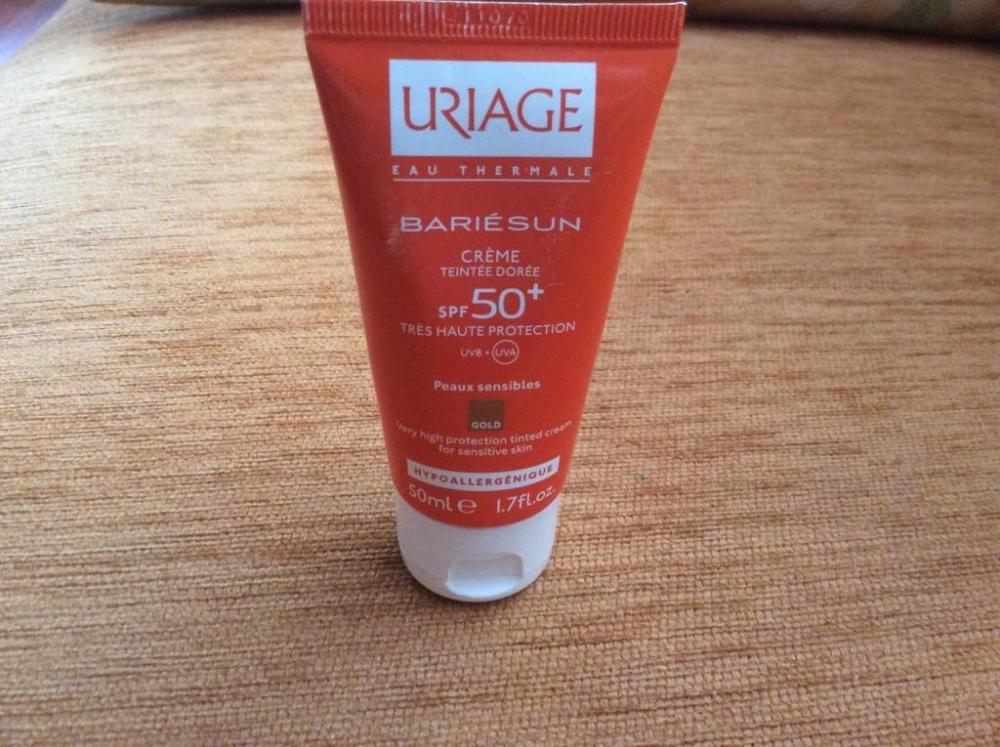 URIAGE
EAU THERMALE
BARIÉSUN
CRÈME
TEINTÉE DORÉE
SPF 50+
TRÈS HAUTE PROTECTION
UVB + UVA
Peaux sensibles
GOLD
Very high protection tinted cream
for sensitive skin
HYPOALLERGÉNIQUE
50ml e 1.7fl.oz.